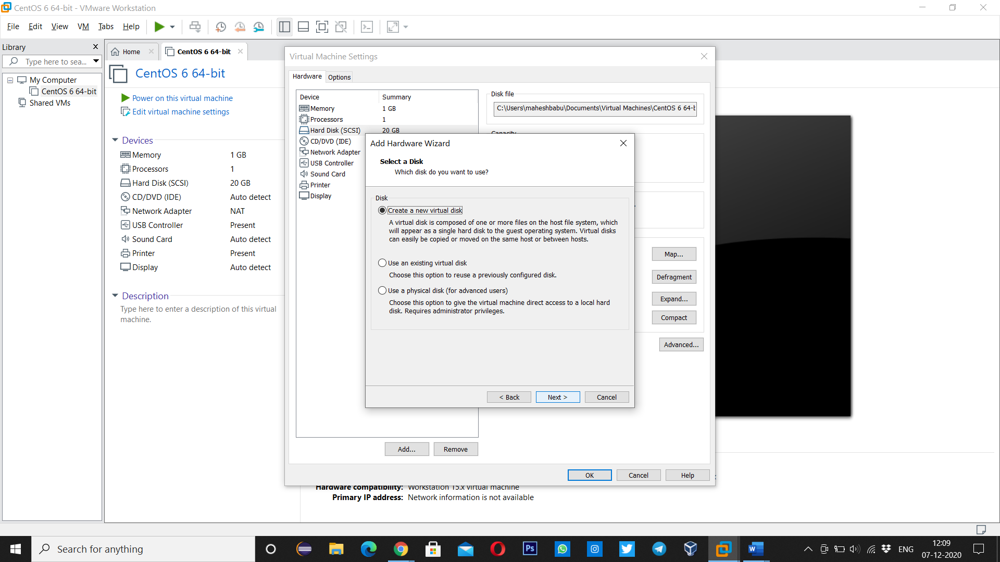 CentOS 6 64-bit - VMware Workstation
File Edit View VM Tabs Help
Library
Type here to sea...
My Computer
CentOS 6 64-bit
Shared VMs
Home
CentOS 6 64-bit
CentOS 6 64-bit
Power on this virtual machine
Edit virtual machine settings
Devices
Memory 1 GB
Processors 1
Hard Disk (SCSI) 20 GB
CD/DVD (IDE) Auto detect
Network Adapter NAT
USB Controller Present
Sound Card Auto detect
Printer Present
Display Auto detect
Description
Type here to enter a description of this virtual
machine.
Virtual Machine Settings
Hardware Options
Device Summary
Memory 1 GB
Processors 1
Hard Disk (SCSI) 20 GB
CD/DVD (IDE)
Network Adapter
USB Controller
Sound Card
Printer
Display
Disk file
C:\Users\maheshbabu\Documents\Virtual Machines\CentOS 6 64-b
Capacity
Map...
Defragment
Expand...
Compact
Advanced...
Add Hardware Wizard
Select a Disk
Which disk do you want to use?
Disk
Create a new virtual disk
A virtual disk is composed of one or more files on the host file system, which
will appear as a single hard disk to the guest operating system. Virtual disks
can easily be copied or moved on the same host or between hosts.
Use an existing virtual disk
Choose this option to reuse a previously configured disk.
Use a physical disk (for advanced users)
Choose this option to give the virtual machine direct access to a local hard
disk. Requires administrator privileges.
< Back Next > Cancel
Add... Remove
OK Cancel Help
Hardware compatibility: Workstation 15.x virtual machine
Primary IP address: Network information is not available
Search for anything
Ps
W
ENG
12:09
07-12-2020